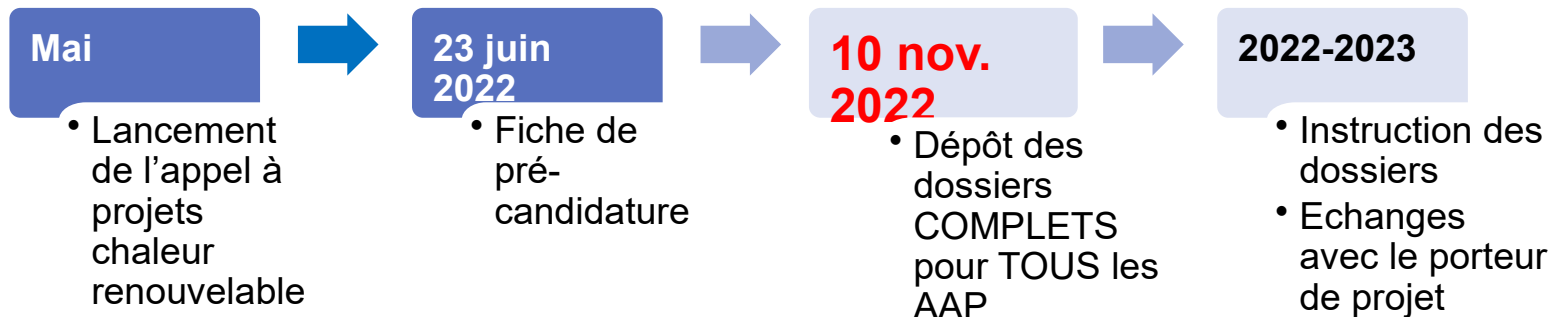 Mai
• Lancement
de l’appel à
projets
chaleur
renouvelable
23 juin
2022
• Fiche de
pré-
candidature
10 nov.
2022
• Dépôt des
dossiers
COMPLETS
pour TOUS les
AAP
2022-2023
• Instruction des
dossiers
• Echanges
avec le porteur
de projet